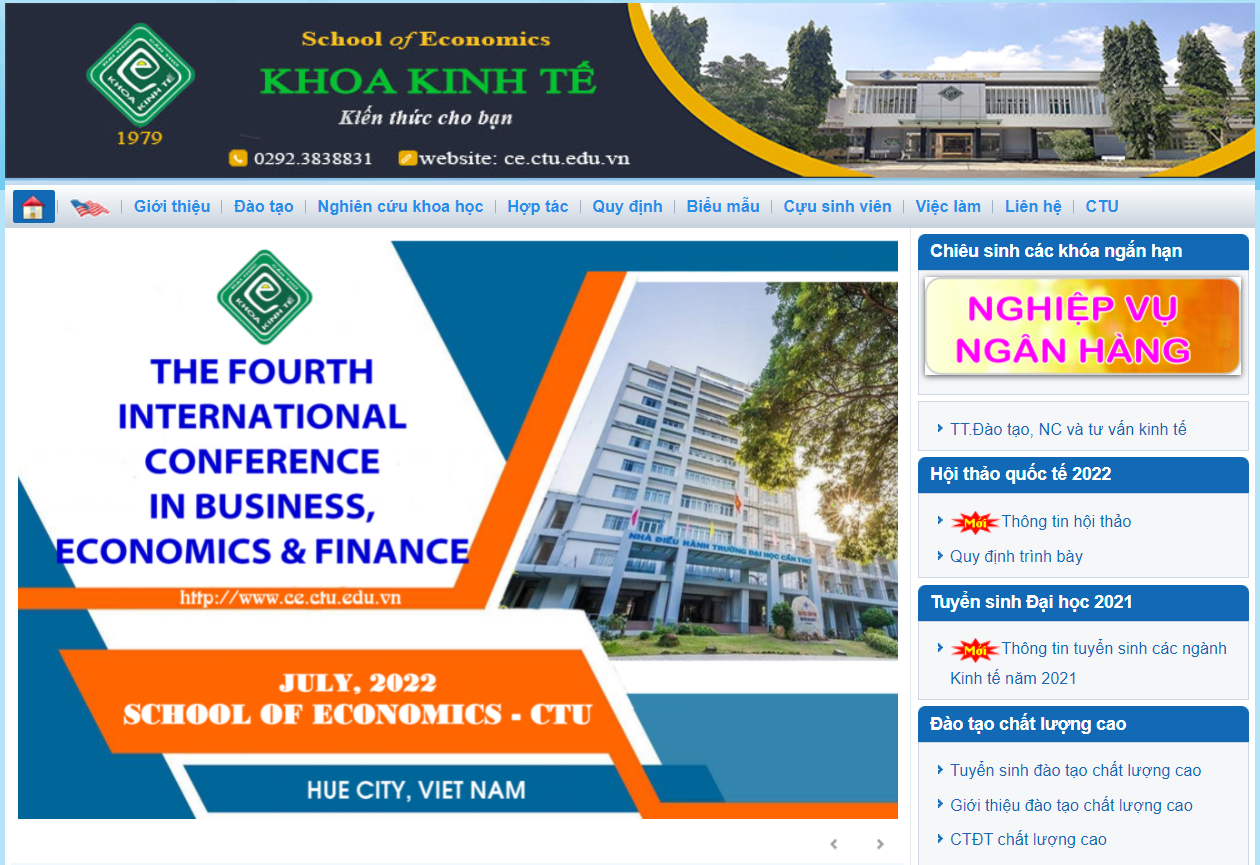 School of Economics
KHOA KINH TẾ
Kiến thức cho bạn
KHOA KINH TẾ
1979
0292.3838831
website: ce.ctu.edu.vn
KHOA KINH TẾ
Giới thiệu
Đào tạo
Nghiên cứu khoa học
Hợp tác
Quy định
Biểu mẫu
Cựu sinh viên
Việc làm
Liên hệ
CTU
KHOA KINH TẾ
THE FOURTH
INTERNATIONAL
CONFERENCE
IN BUSINESS,
ECONOMICS & FINANCE
http://www.ce.ctu.edu.vn
NHÀ ĐIỀU HÀNH TRƯỜNG ĐẠI HỌC CẦN THƠ
JULY, 2022
SCHOOL OF ECONOMICS - CTU
HUE CITY, VIET NAM
Chiêu sinh các khóa ngắn hạn
NGHIỆP VỤ
NGÂN HÀNG
TT.Đào tạo, NC và tư vấn kinh tế
Hội thảo quốc tế 2022
Mới Thông tin hội thảo
Quy định trình bày
Tuyển sinh Đại học 2021
Mới Thông tin tuyển sinh các ngành
Kinh tế năm 2021
Đào tạo chất lượng cao
Tuyển sinh đào tạo chất lượng cao
Giới thiệu đào tạo chất lượng cao
CTĐT chất lượng cao